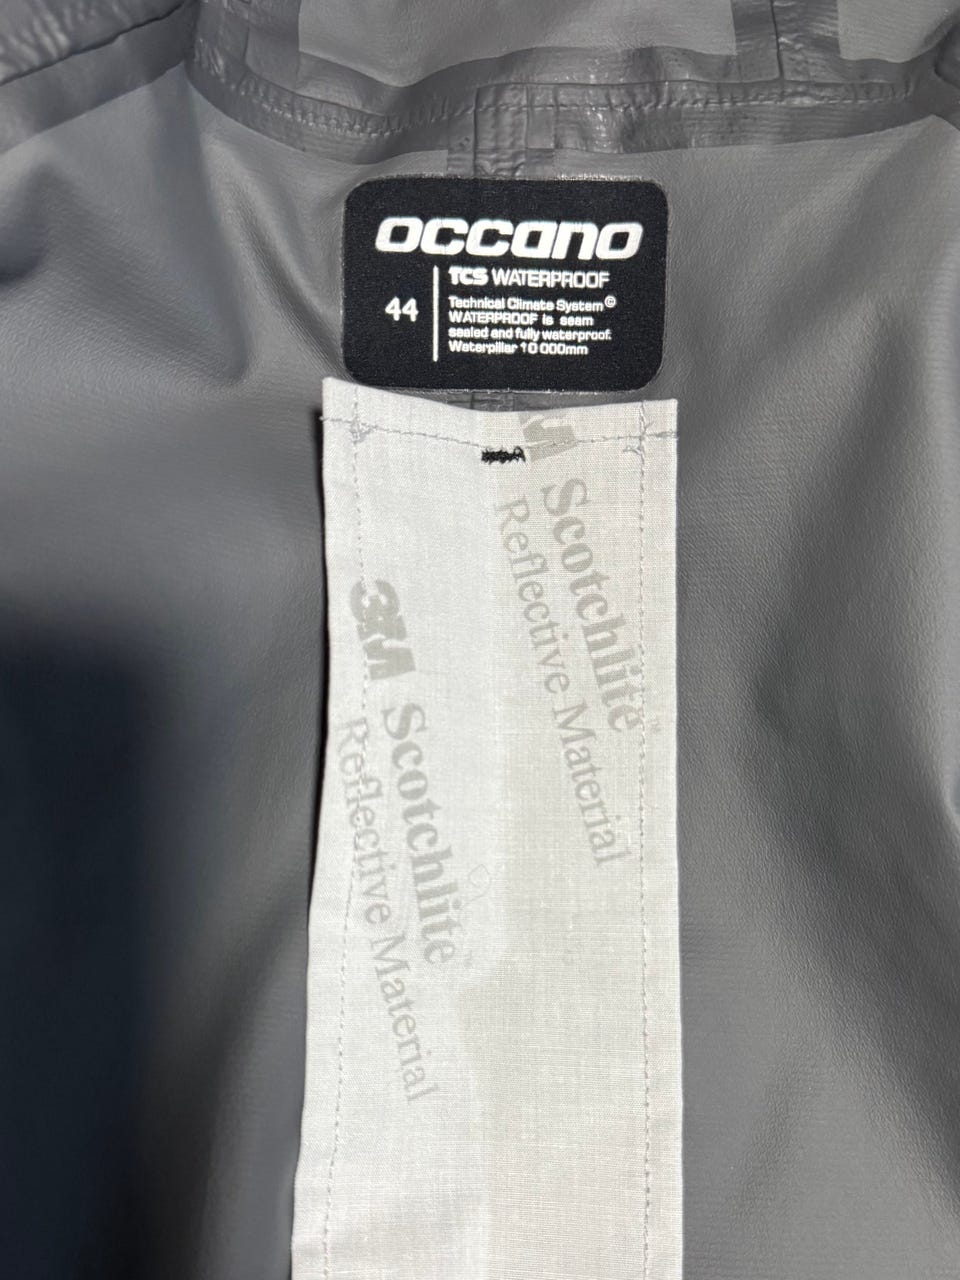 occano
TCS WATERPROOF
44
Technical Climate System©
WATERPROOF is seam
sealed and fully waterproof.
Waterpillar 10 000mm
3M
Scotchlite™
Reflective Material
3M
Scotchlite™
Reflective Material